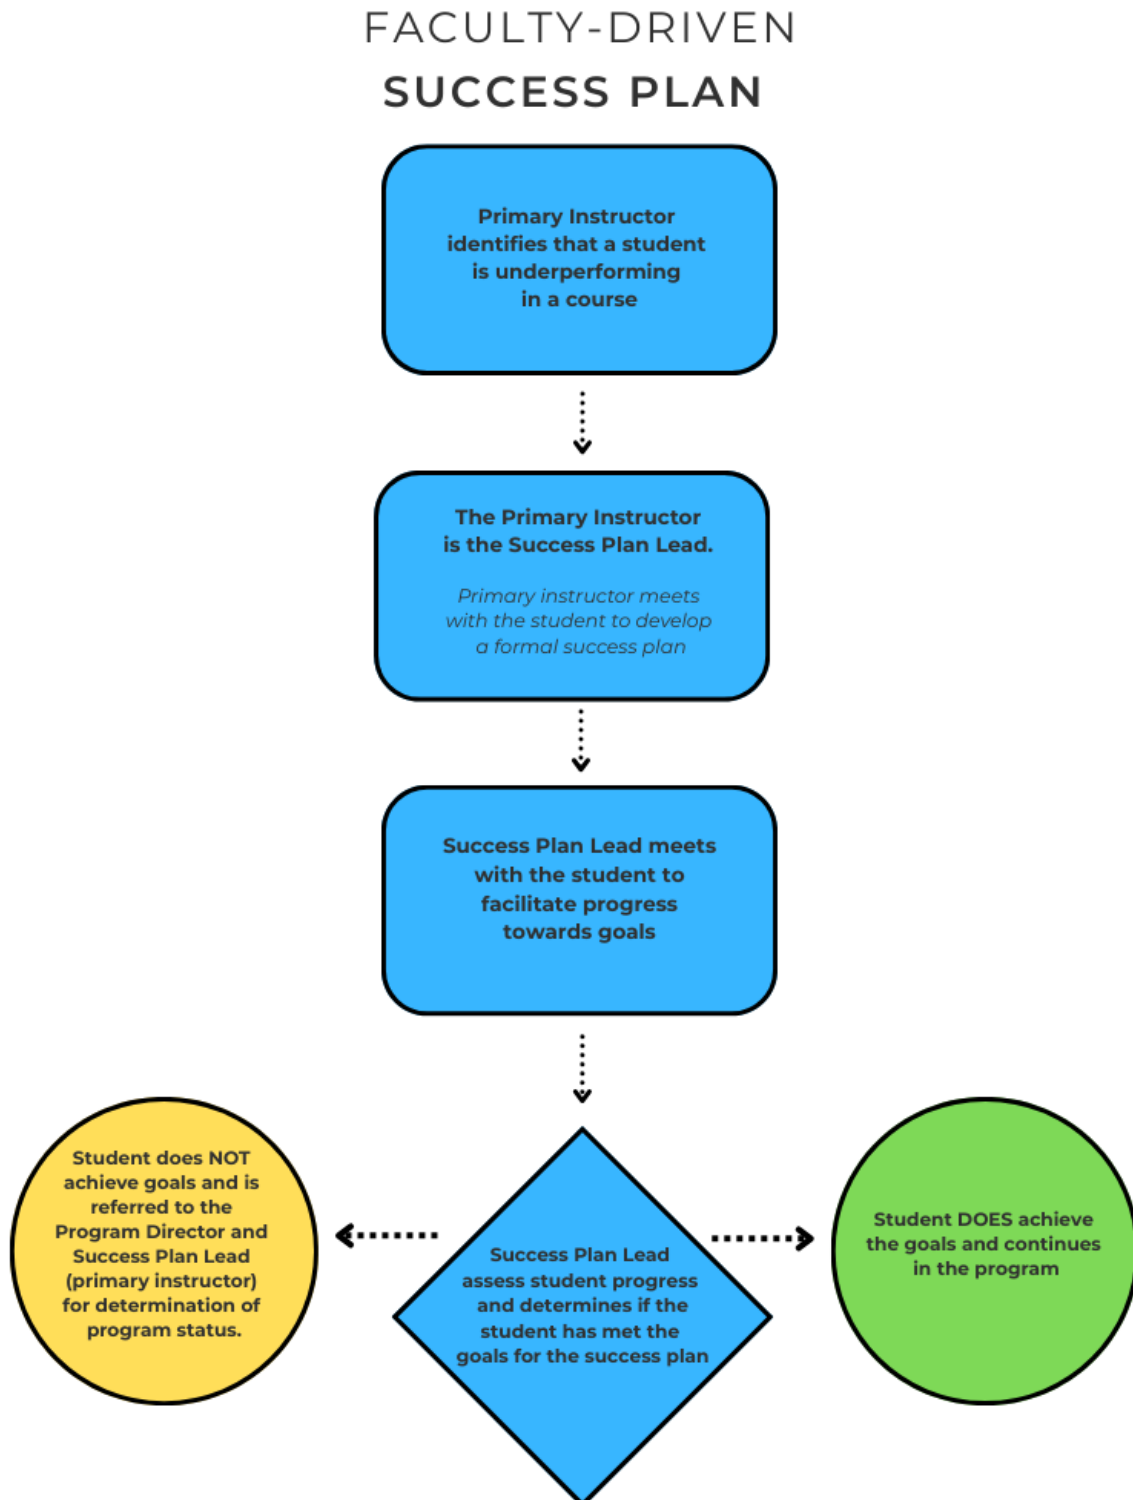 FACULTY-DRIVEN
SUCCESS PLAN
Primary Instructor
identifies that a student
is underperforming
in a course
The Primary Instructor
is the Success Plan Lead.
Primary instructor meets
with the student to develop
a formal success plan
Success Plan Lead meets
with the student to
facilitate progress
towards goals
Student does NOT
achieve goals and is
referred to the
Program Director and
Success Plan Lead
(primary instructor)
for determination of
program status.
Success Plan Lead
assess student progress
and determines if the
student has met the
goals for the success plan
Student DOES achieve
the goals and continues
in the program